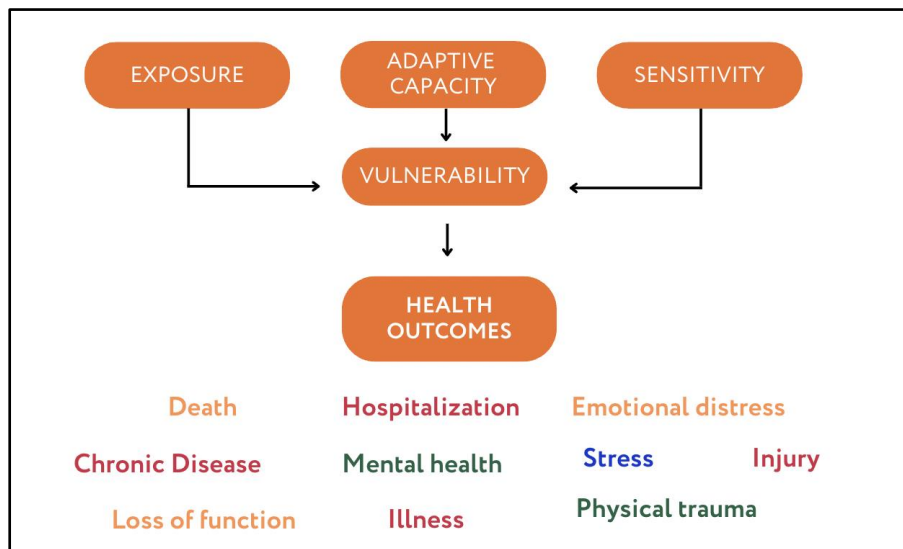 EXPOSURE
ADAPTIVE
CAPACITY
SENSITIVITY
VULNERABILITY
HEALTH
OUTCOMES
Death
Hospitalization
Emotional distress
Chronic Disease
Mental health
Stress
Injury
Loss of function
Illness
Physical trauma